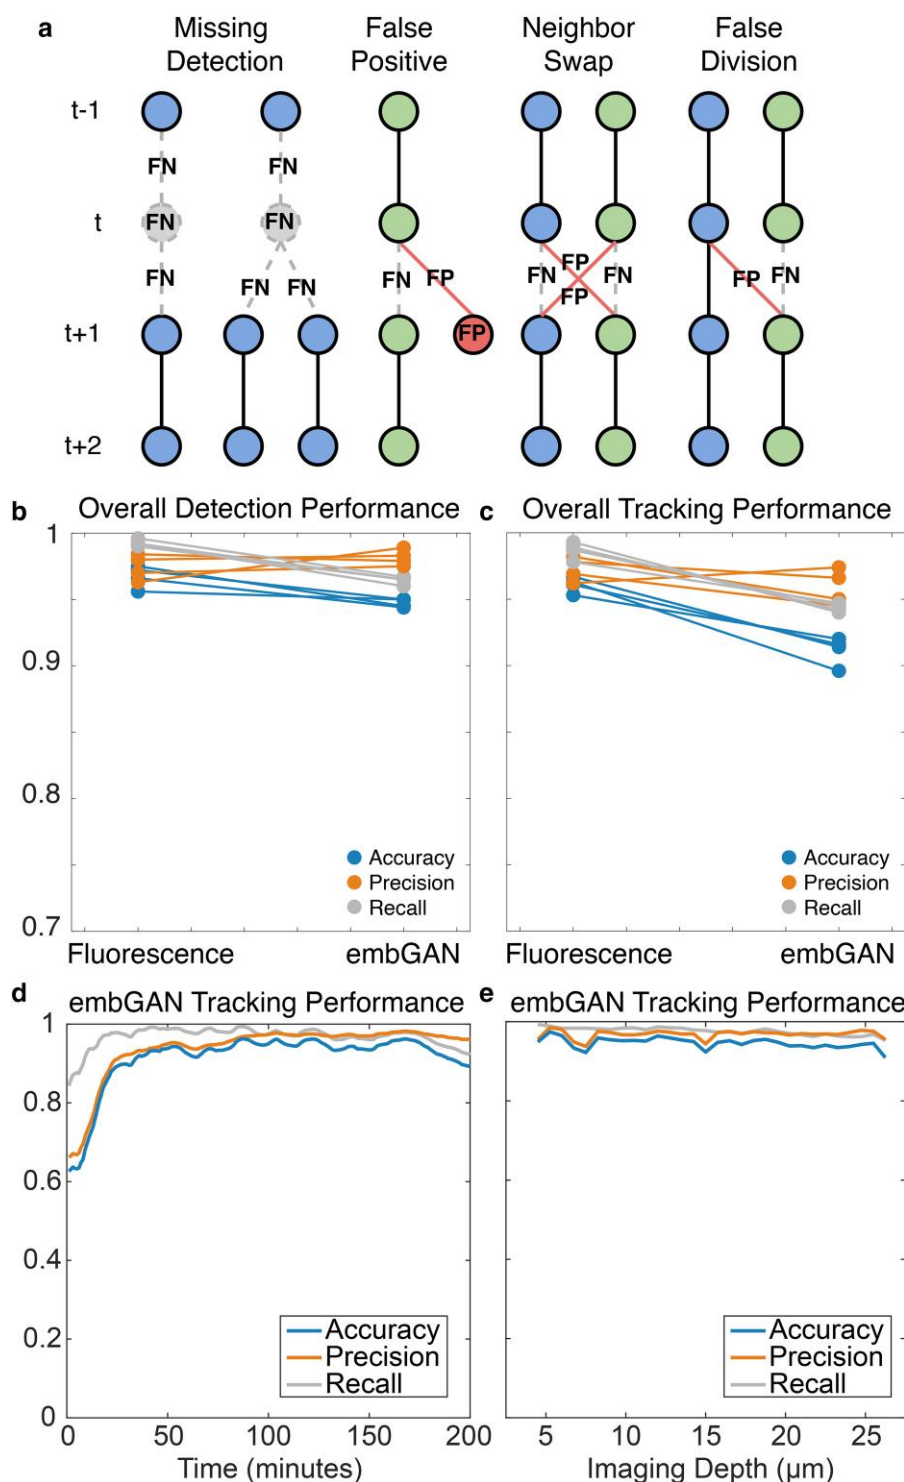 a
Missing
Detection
False
Positive
Neighbor
Swap
False
Division
t-1
FN FN
t
FN FN
FN FN FN FN FP FN FP FP FN FP FN
t+1
FP
t+2
b Overall Detection Performance
1
0.9
0.8
0.7
Accuracy
Precision
Recall
Fluorescence embGAN
c Overall Tracking Performance
Accuracy
Precision
Recall
Fluorescence embGAN
d
embGAN Tracking Performance
1
0.8
0.6
0.4
0.2
0
Accuracy
Precision
Recall
0 50 100 150 200
Time (minutes)
e
embGAN Tracking Performance
Accuracy
Precision
Recall
5 10 15 20 25
Imaging Depth (μm)